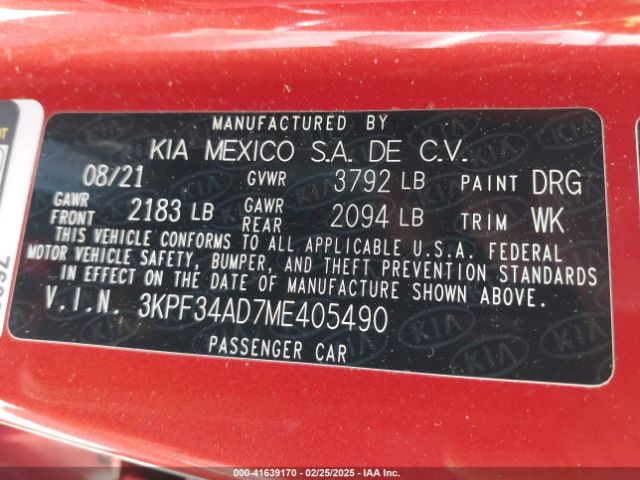 MANUFACTURED BY
KIA MEXICO S.A. DE C.V.
08/21 GVWR 3792 LB PAINT DRG
GAWR FRONT 2183 LB GAWR REAR 2094 LB TRIM WK
THIS VEHICLE CONFORMS TO ALL APPLICABLE U.S.A. FEDERAL
MOTOR VEHICLE SAFETY, BUMPER, AND THEFT PREVENTION STANDARDS
IN EFFECT ON THE DATE OF MANUFACTURE SHOWN ABOVE.
V.I.N. 3KPF34AD7ME405490
PASSENGER CAR
000-41639170 - 02/25/2025 - IAAI.com